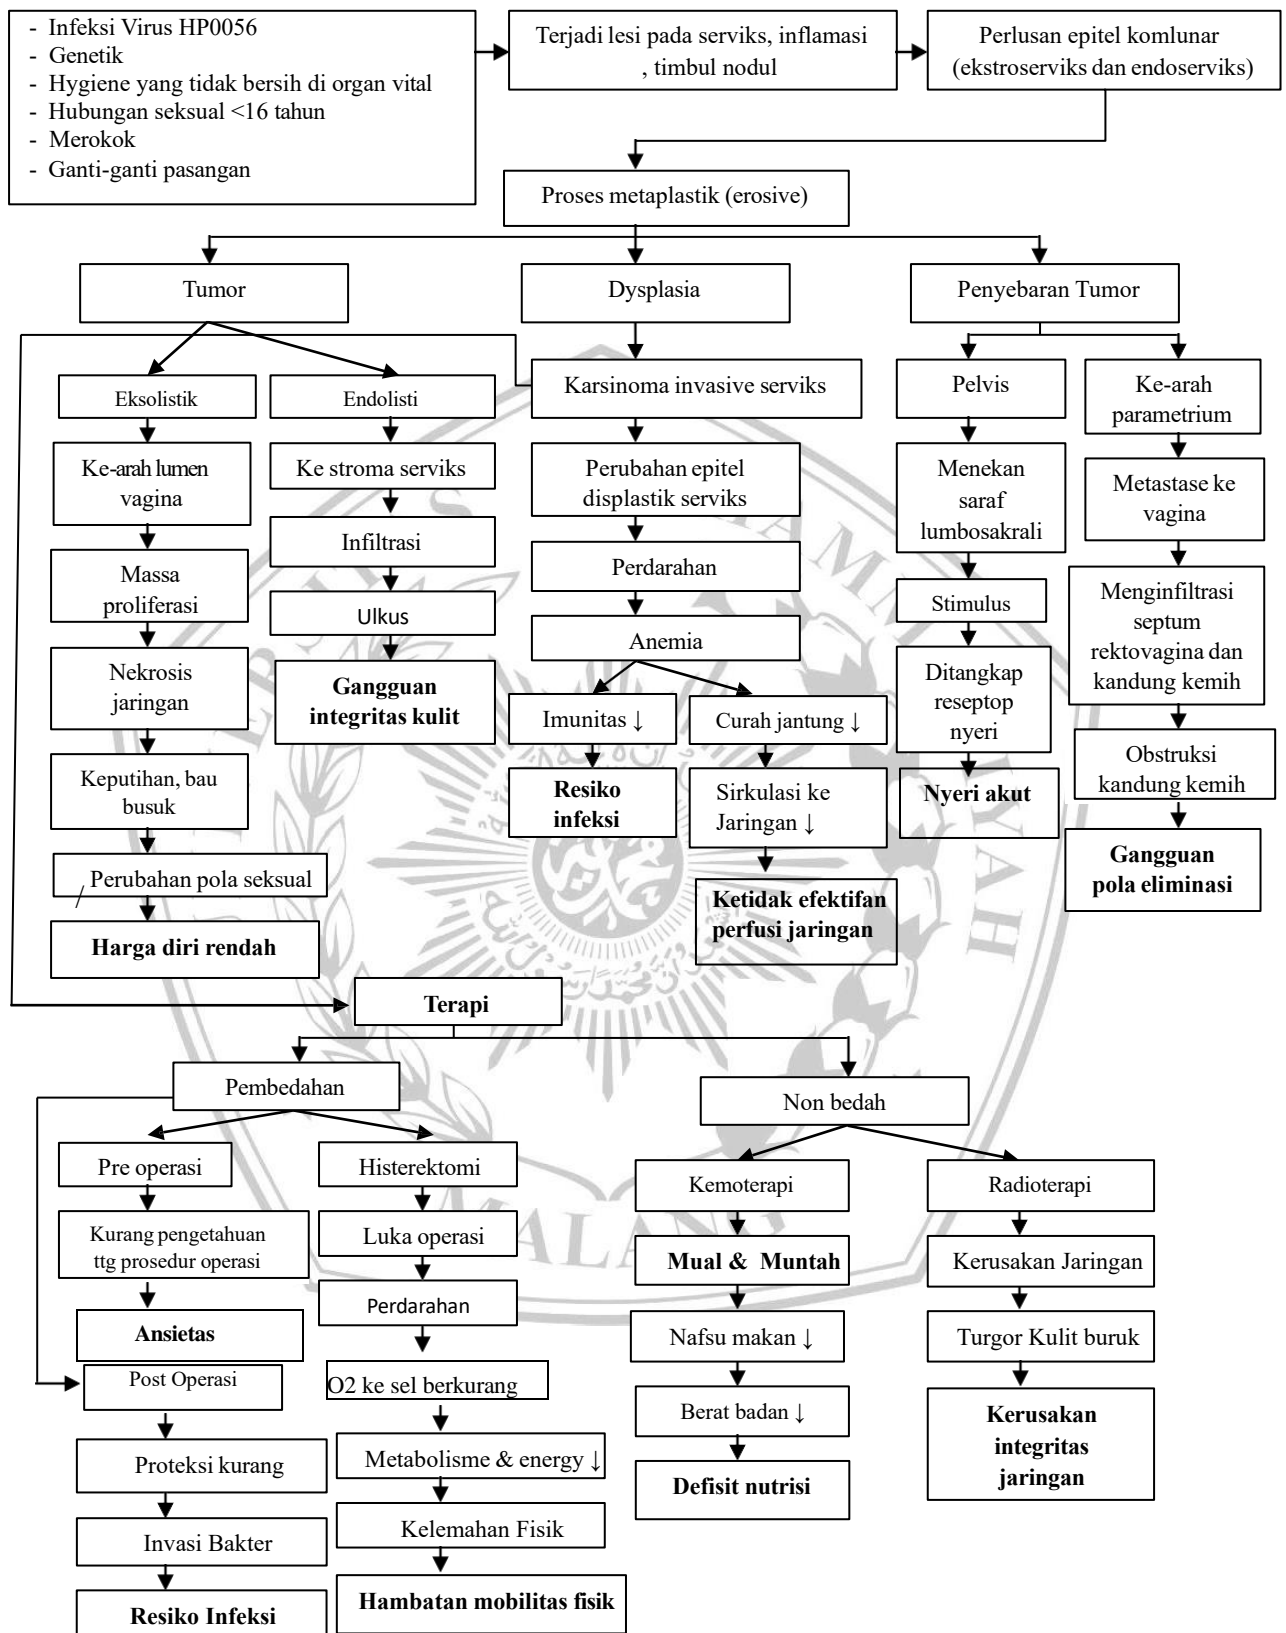 - Infeksi Virus HP0056
- Genetik
- Hygiene yang tidak bersih di organ vital
- Hubungan seksual <16 tahun
- Merokok
- Ganti-ganti pasangan
Terjadi lesi pada serviks, inflamasi
, timbul nodul
Perlusan epitel komlunar
(ekstroserviks dan endoserviks)
Proses metaplastik (erosive)
Tumor
Dysplasia
Penyebaran Tumor
Eksolistik
Endolisti
Karsinoma invasive serviks
Pelvis
Ke-arah
parametrium
Ke-arah lumen
vagina
Ke stroma serviks
Perubahan epitel
displastik serviks
Menekan
saraf
lumbosakrali
Metastase ke
vagina
Massa
proliferasi
Infiltrasi
Perdarahan
Stimulus
Menginfiltrasi
septum
rektovagina dan
kandung kemih
Nekrosis
jaringan
Ulkus
Anemia
Ditangkap
reseptop
nyeri
Gangguan
integritas kulit
Imunitas ↓
Curah jantung ↓
Obstruksi
kandung kemih
Keputihan, bau
busuk
Resiko
infeksi
Sirkulasi ke
Jaringan ↓
Nyeri akut
Gangguan
pola eliminasi
Perubahan pola seksual
/
Harga diri rendah
Ketidak efektifan
perfusi jaringan
Terapi
Pembedahan
Non bedah
Pre operasi
Histerektomi
Kemoterapi
Radioterapi
Kurang pengetahuan
ttg prosedur operasi
Luka operasi
Mual & Muntah
Kerusakan Jaringan
Ansietas
Perdarahan
Nafsu makan ↓
Turgor Kulit buruk
Post Operasi
O2 ke sel berkurang
Berat badan ↓
Kerusakan
integritas
jaringan
Proteksi kurang
Metabolisme & energy ↓
Defisit nutrisi
Invasi Bakter
Kelemahan Fisik
Resiko Infeksi
Hambatan mobilitas fisik
MALANG